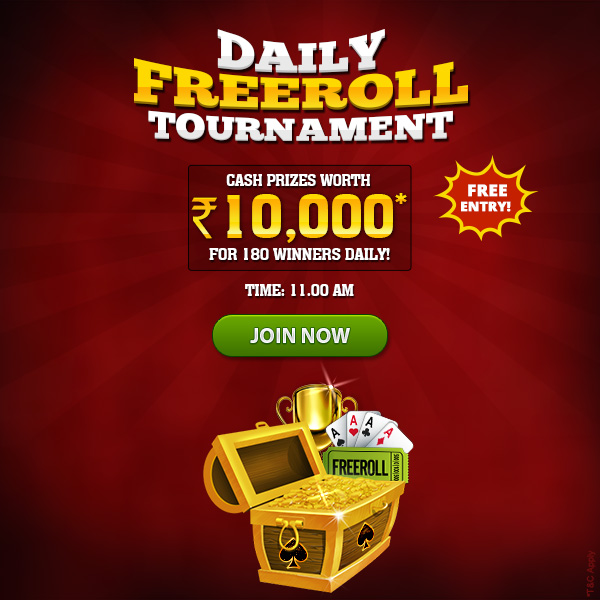 DAILY
FREEROLL
TOURNAMENT
CASH PRIZES WORTH
₹10,000*
FOR 180 WINNERS DAILY!
FREE
ENTRY!
TIME: 11.00 AM
JOIN NOW
A A A A
FREEROLL
*T&C Apply